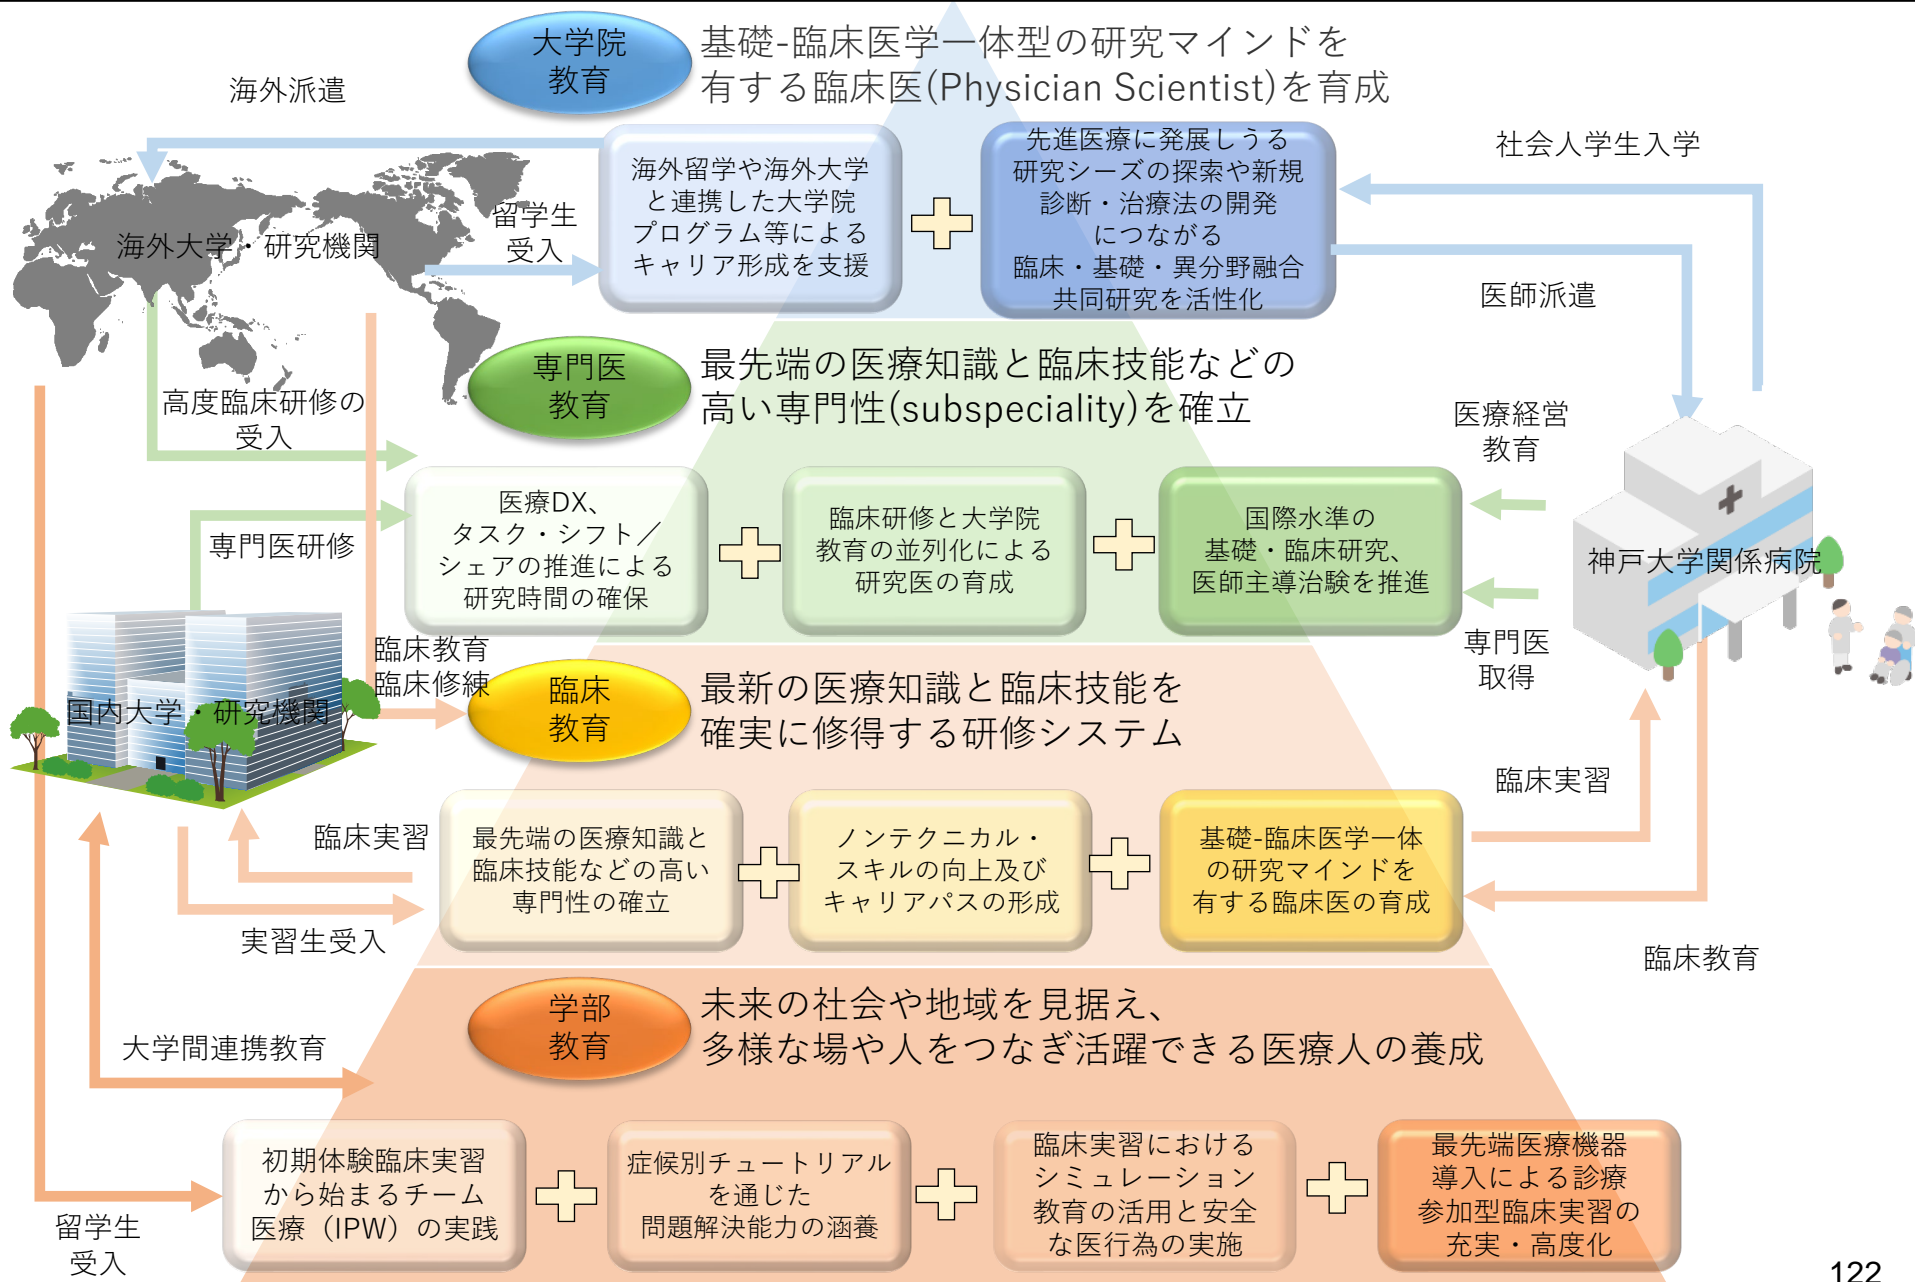 大学院
教育
基礎-臨床医学一体型の研究マインドを
有する臨床医(Physician Scientist)を育成
海外派遣
海外留学や海外大学
と連携した大学院
プログラム等による
キャリア形成を支援
先進医療に発展しうる
研究シーズの探索や新規
診断・治療法の開発
につながる
臨床・基礎・異分野融合
共同研究を活性化
社会人学生入学
留学生
受入
海外大学・研究機関
医師派遣
専門医
教育
最先端の医療知識と臨床技能などの
高い専門性(subspeciality)を確立
高度臨床研修の
受入
医療経営
教育
専門医研修
医療DX、
タスク・シフト／
シェアの推進による
研究時間の確保
臨床研修と大学院
教育の並列化による
研究医の育成
国際水準の
基礎・臨床研究、
医師主導治験を推進
神戸大学関係病院
専門医
取得
臨床教育
臨床修練
国内大学・研究機関
臨床
教育
最新の医療知識と臨床技能を
確実に修得する研修システム
臨床実習
臨床実習
最先端の医療知識と
臨床技能などの高い
専門性の確立
ノンテクニカル・
スキルの向上及び
キャリアパスの形成
基礎-臨床医学一体
の研究マインドを
有する臨床医の育成
実習生受入
臨床教育
学部
教育
未来の社会や地域を見据え、
多様な場や人をつなぎ活躍できる医療人の養成
大学間連携教育
初期体験臨床実習
から始まるチーム
医療（IPW）の実践
症候別チュートリアル
を通じた
問題解決能力の涵養
臨床実習における
シミュレーション
教育の活用と安全
な医行為の実施
最先端医療機器
導入による診療
参加型臨床実習の
充実・高度化
留学生
受入
122